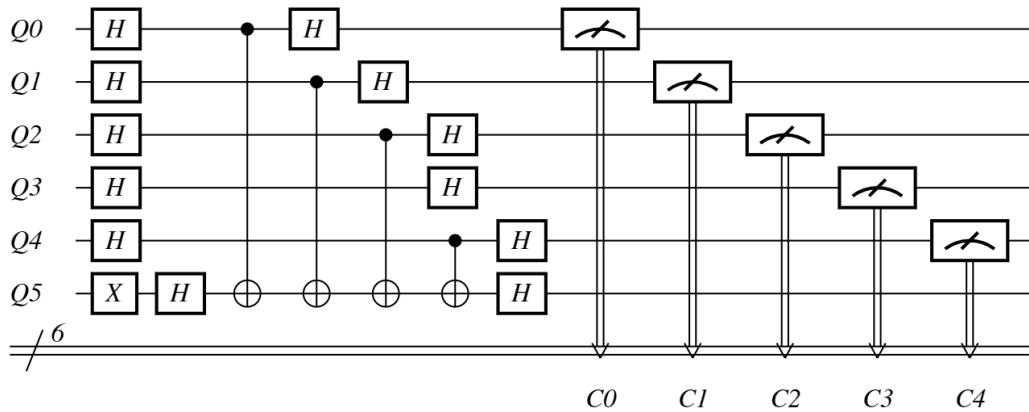 Q0 H H
Q1 H H
Q2 H H
Q3 H H
Q4 H H
Q5 X H H
6
C0 C1 C2 C3 C4